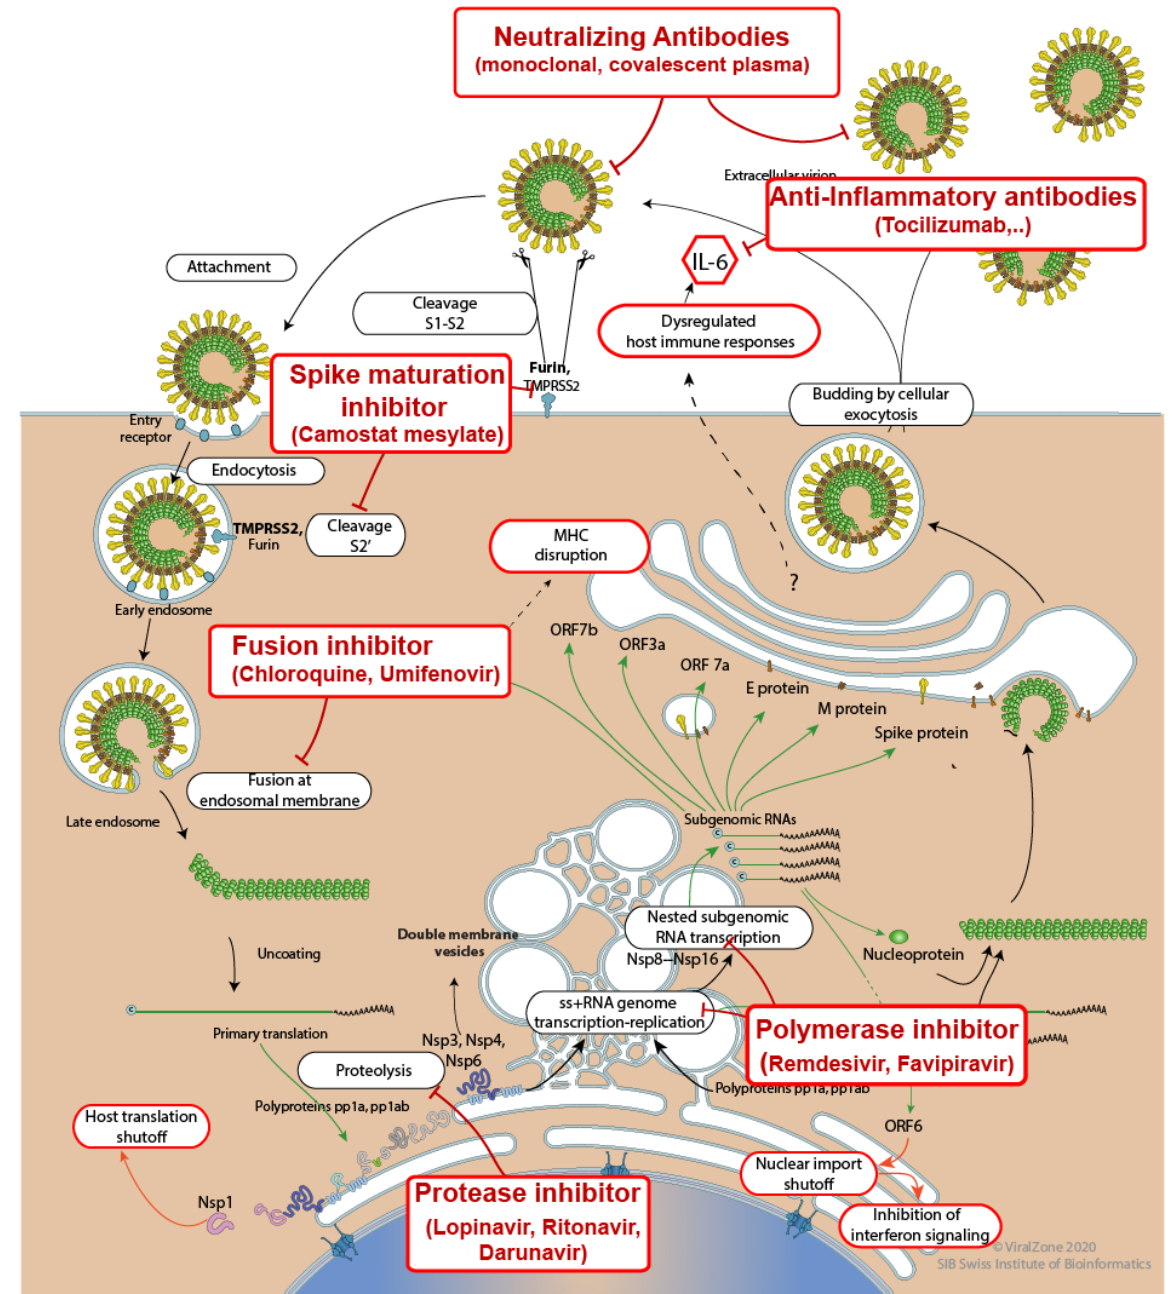 Neutralizing Antibodies
(monoclonal, covalescent plasma)
Extracellular virion
Anti-Inflammatory antibodies
(Tocilizumab,..)
IL-6
Attachment
Cleavage
S1-S2
Dysregulated
host immune responses
Furin,
TMPRSS2
Spike maturation
inhibitor
(Camostat mesylate)
Budding by cellular
exocytosis
Entry
receptor
Endocytosis
TMPRSS2,
Furin
Cleavage
S2’
MHC
disruption
?
Early endosome
Fusion inhibitor
(Chloroquine, Umifenovir)
ORF7b
ORF3a
ORF 7a
E protein
M protein
Spike protein
Fusion at
endosomal membrane
Late endosome
Subgenomic RNAs
C
C
C
C
Nested subgenomic
RNA transcription
Nsp8–Nsp16
Double membrane
vesicles
Nucleoprotein
Uncoating
ss+RNA genome
transcription-replication
C
Primary translation
Nsp3, Nsp4,
Nsp6
Polymerase inhibitor
(Remdesivir, Favipiravir)
Proteolysis
Polyproteins pp1a, pp1ab
Polyproteins pp1a, pp1ab
Host translation
shutoff
ORF6
Nuclear import
shutoff
Nsp1
Protease inhibitor
(Lopinavir, Ritonavir,
Darunavir)
Inhibition of
interferon signaling
© ViralZone 2020
SIB Swiss Institute of Bioinformatics